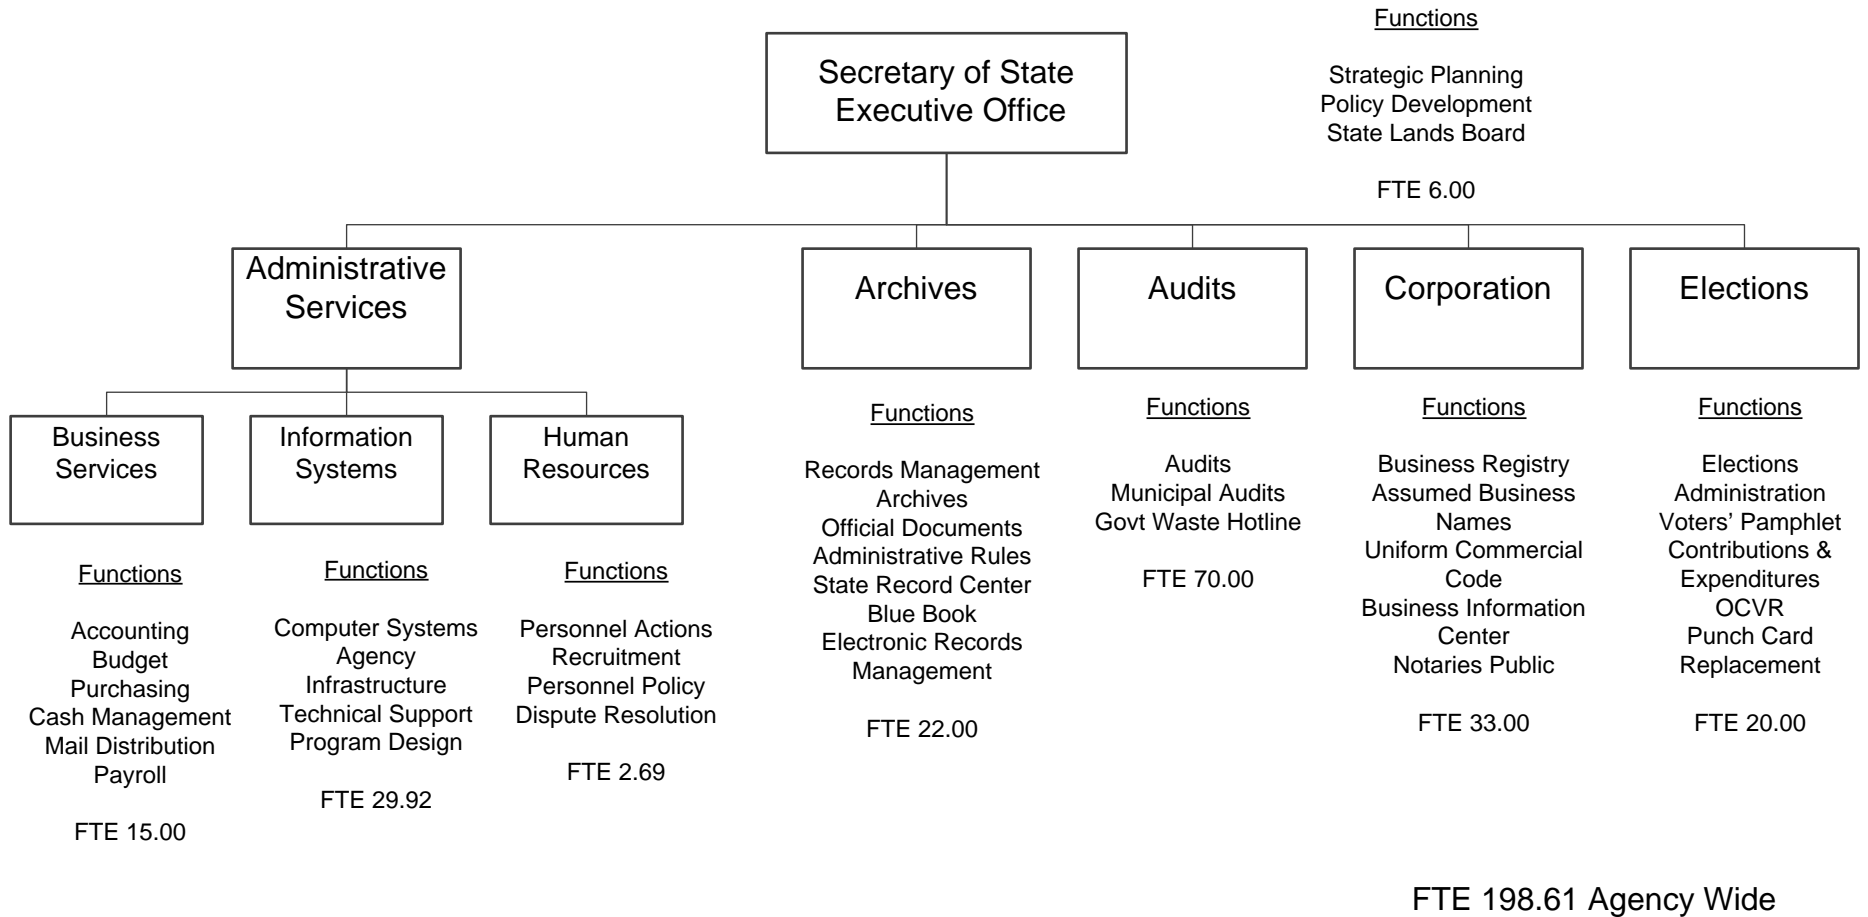 Secretary of State
Executive Office
Functions
Strategic Planning
Policy Development
State Lands Board
FTE 6.00
Administrative
Services
Archives
Audits
Corporation
Elections
Business
Services
Information
Systems
Human
Resources
Functions
Accounting
Budget
Purchasing
Cash Management
Mail Distribution
Payroll
FTE 15.00
Functions
Computer Systems
Agency
Infrastructure
Technical Support
Program Design
FTE 29.92
Functions
Personnel Actions
Recruitment
Personnel Policy
Dispute Resolution
FTE 2.69
Functions
Records Management
Archives
Official Documents
Administrative Rules
State Record Center
Blue Book
Electronic Records
Management
FTE 22.00
Functions
Audits
Municipal Audits
Govt Waste Hotline
FTE 70.00
Functions
Business Registry
Assumed Business
Names
Uniform Commercial
Code
Business Information
Center
Notaries Public
FTE 33.00
Functions
Elections
Administration
Voters’ Pamphlet
Contributions &
Expenditures
OCVR
Punch Card
Replacement
FTE 20.00
FTE 198.61 Agency Wide